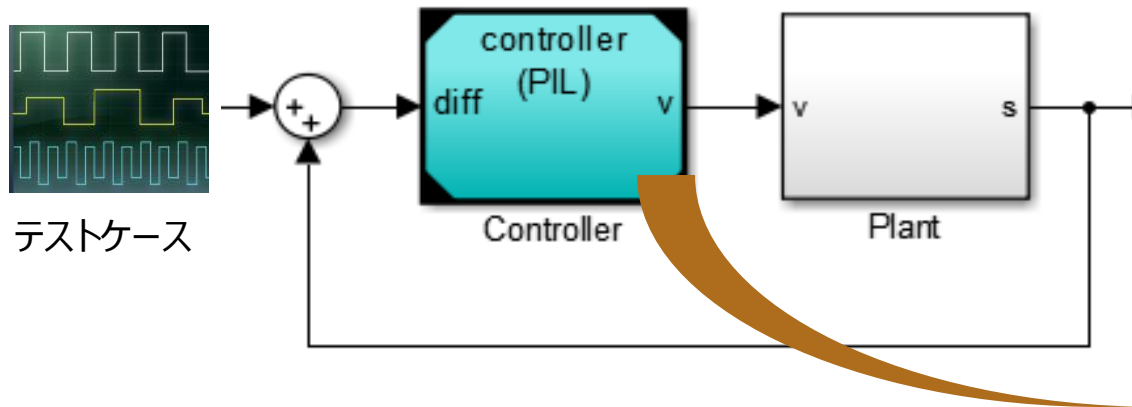 テストケース
+
+
diff
controller
(PIL)
v
Controller
v
s
Plant